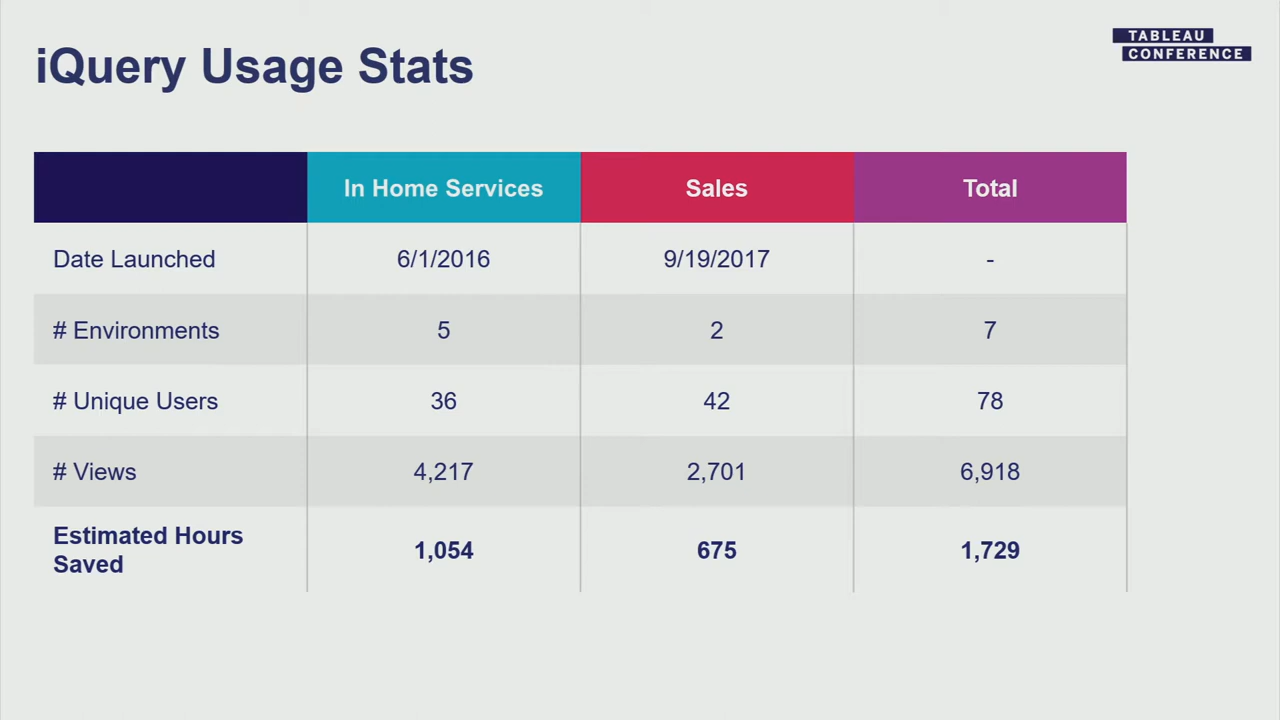 iQuery Usage Stats
TABLEAU
CONFERENCE
In Home Services Sales Total
Date Launched 6/1/2016 9/19/2017 -
# Environments 5 2 7
# Unique Users 36 42 78
# Views 4,217 2,701 6,918
Estimated Hours
Saved 1,054 675 1,729